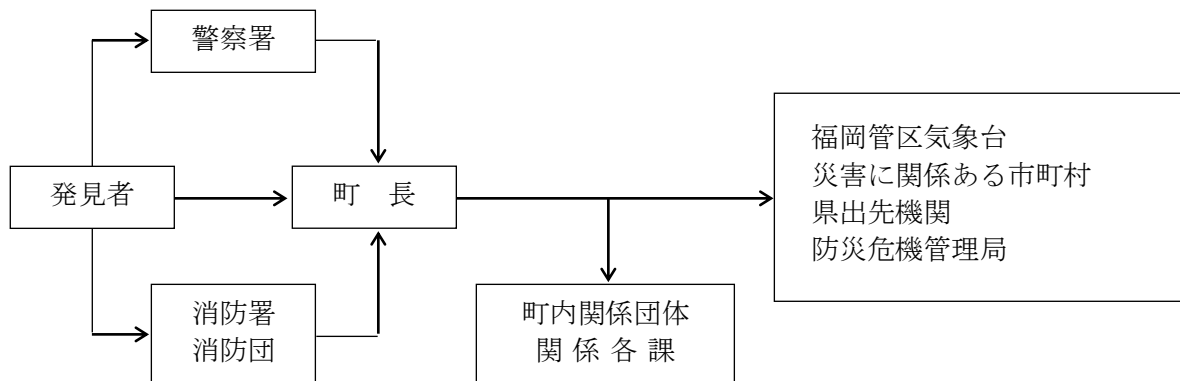 警察署
発見者
町　長
消防署
消防団
町内関係団体
関 係 各 課
福岡管区気象台
災害に関係ある市町村
県出先機関
防災危機管理局